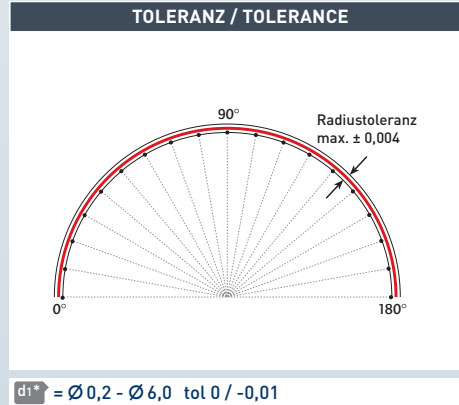 TOLERANZ / TOLERANCE
90°
Radiustoleranz
max. ± 0,004
0°
180°
d1* = Ø 0,2 - Ø 6,0 tol 0 / -0,01